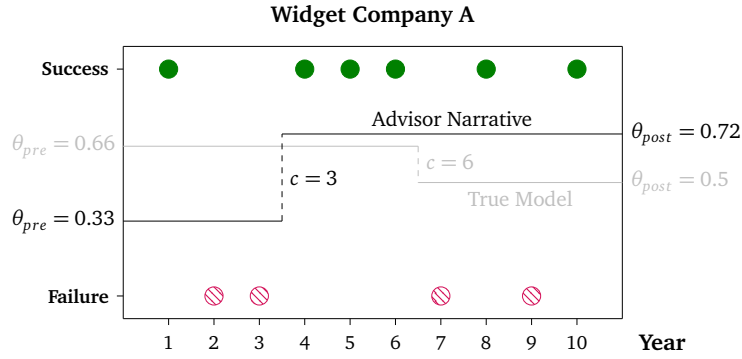 Widget Company A
Success
Advisor Narrative
θpost = 0.72
θpre = 0.66
c = 6
c = 3
θpost = 0.5
True Model
θpre = 0.33
Failure
1 2 3 4 5 6 7 8 9 10 Year